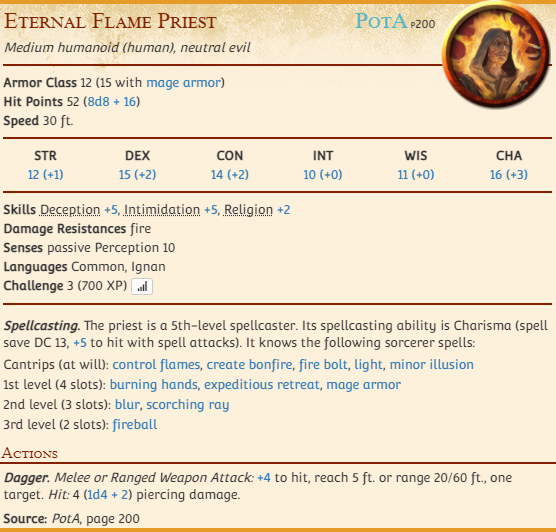 Eternal Flame Priest PotA p200
Medium humanoid (human), neutral evil
Armor Class 12 (15 with mage armor)
Hit Points 52 (8d8 + 16)
Speed 30 ft.
STR DEX CON INT WIS CHA
12 (+1) 15 (+2) 14 (+2) 10 (+0) 11 (+0) 16 (+3)
Skills Deception +5, Intimidation +5, Religion +2
Damage Resistances fire
Senses passive Perception 10
Languages Common, Ignan
Challenge 3 (700 XP)
Spellcasting. The priest is a 5th-level spellcaster. Its spellcasting ability is Charisma (spell
save DC 13, +5 to hit with spell attacks). It knows the following sorcerer spells:
Cantrips (at will): control flames, create bonfire, fire bolt, light, minor illusion
1st level (4 slots): burning hands, expeditious retreat, mage armor
2nd level (3 slots): blur, scorching ray
3rd level (2 slots): fireball
Actions
Dagger. Melee or Ranged Weapon Attack: +4 to hit, reach 5 ft. or range 20/60 ft., one
target. Hit: 4 (1d4 + 2) piercing damage.
Source: PotA, page 200